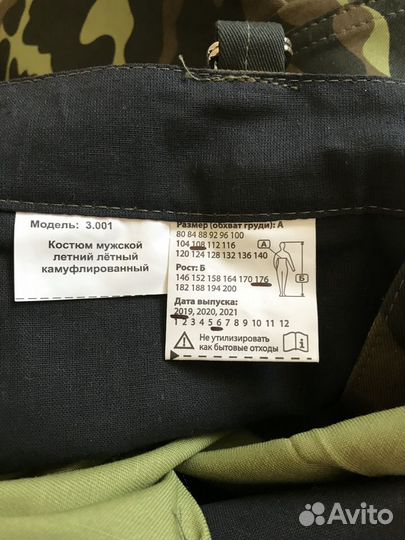 Модель: 3.001
Костюм мужской
летний лётный
камуфлированный
Размер (обхват груди): А
80 84 88 92 96 100
104 108 112 116
120 124 128 132 136 140
Рост: Б
146 152 158 164 170 176
182 188 194 200
Дата выпуска:
2019, 2020, 2021
1 2 3 4 5 6 7 8 9 10 11 12
Не утилизировать
как бытовые отходы
А
Б
Avito